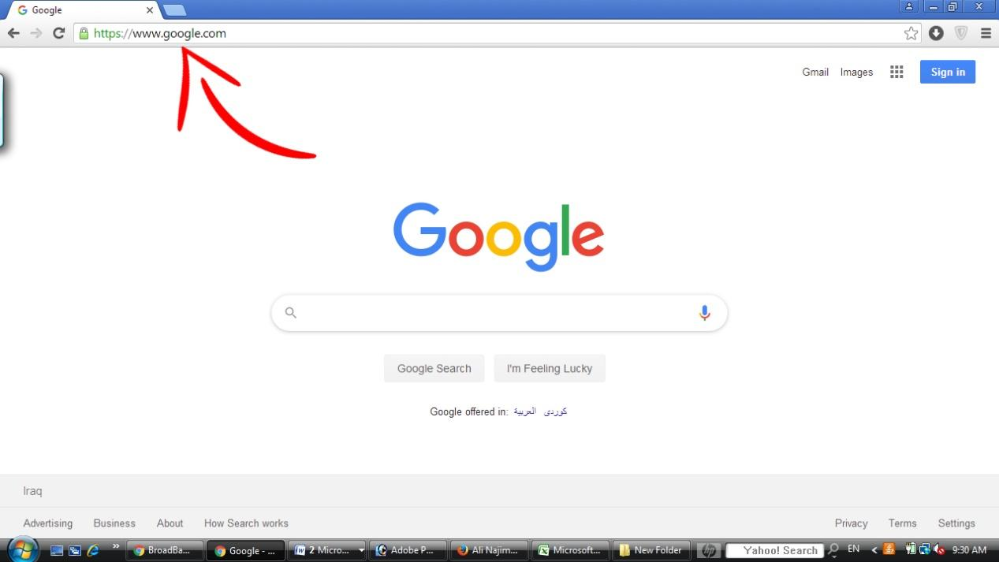 Google
https://www.google.com
Gmail Images Sign in
Google
Google Search I'm Feeling Lucky
Google offered in: العربية كوردی
Iraq
Advertising Business About How Search works Privacy Terms Settings
BroadBa... Google - ... 2 Micro... Adobe P... Ali Najim... Microsoft... New Folder hp Yahoo! Search EN 9:30 AM